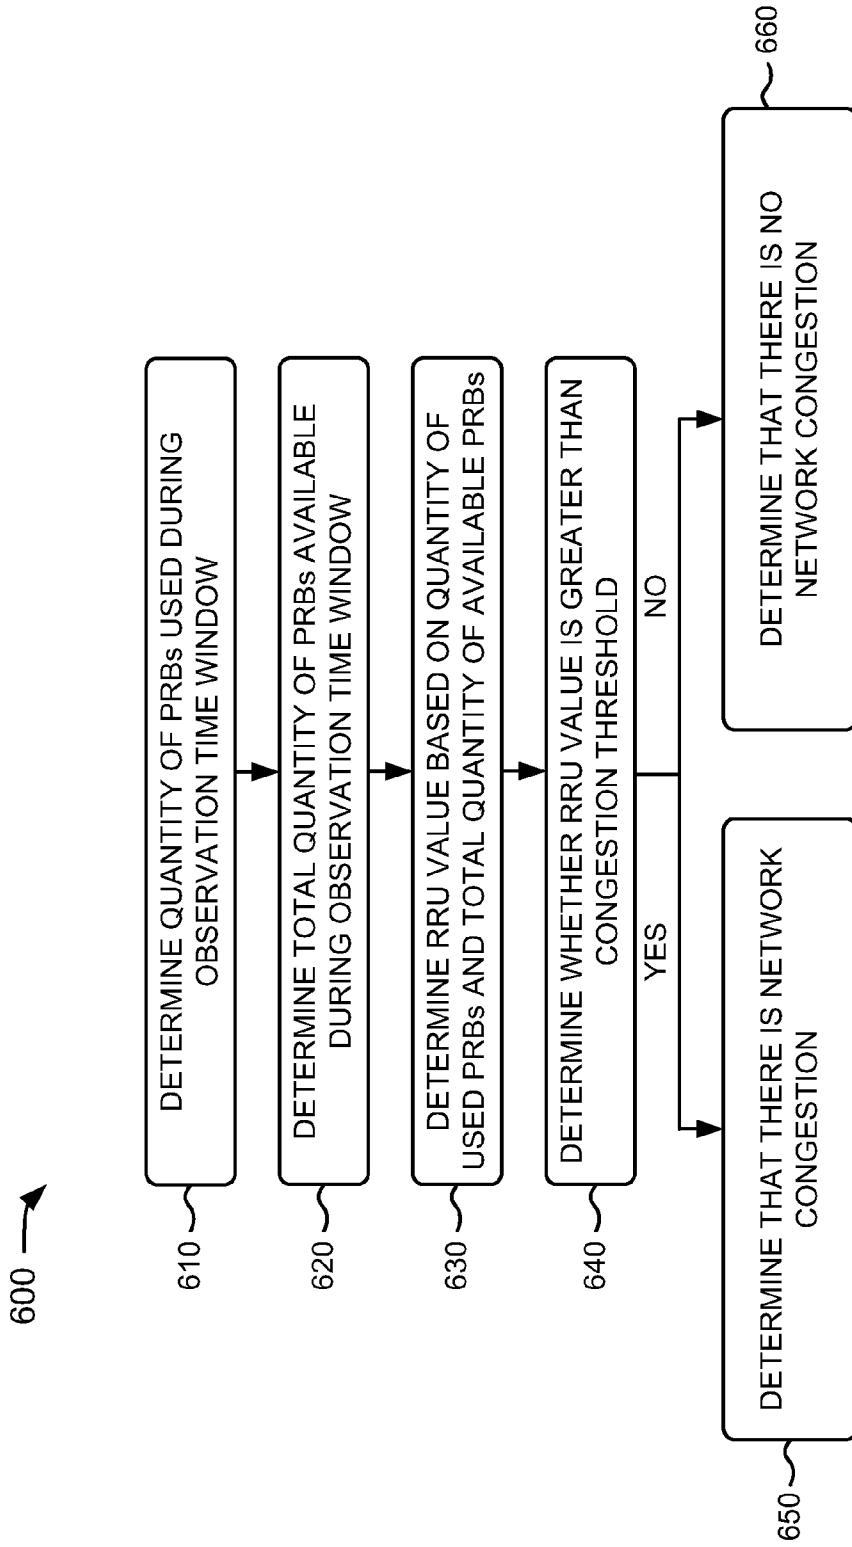 600
610
DETERMINE QUANTITY OF PRBs USED DURING
OBSERVATION TIME WINDOW
620
DETERMINE TOTAL QUANTITY OF PRBs AVAILABLE
DURING OBSERVATION TIME WINDOW
630
DETERMINE RRU VALUE BASED ON QUANTITY OF
USED PRBs AND TOTAL QUANTITY OF AVAILABLE PRBs
640
DETERMINE WHETHER RRU VALUE IS GREATER THAN
CONGESTION THRESHOLD
YES
NO
650
DETERMINE THAT THERE IS NETWORK
CONGESTION
660
DETERMINE THAT THERE IS NO
NETWORK CONGESTION